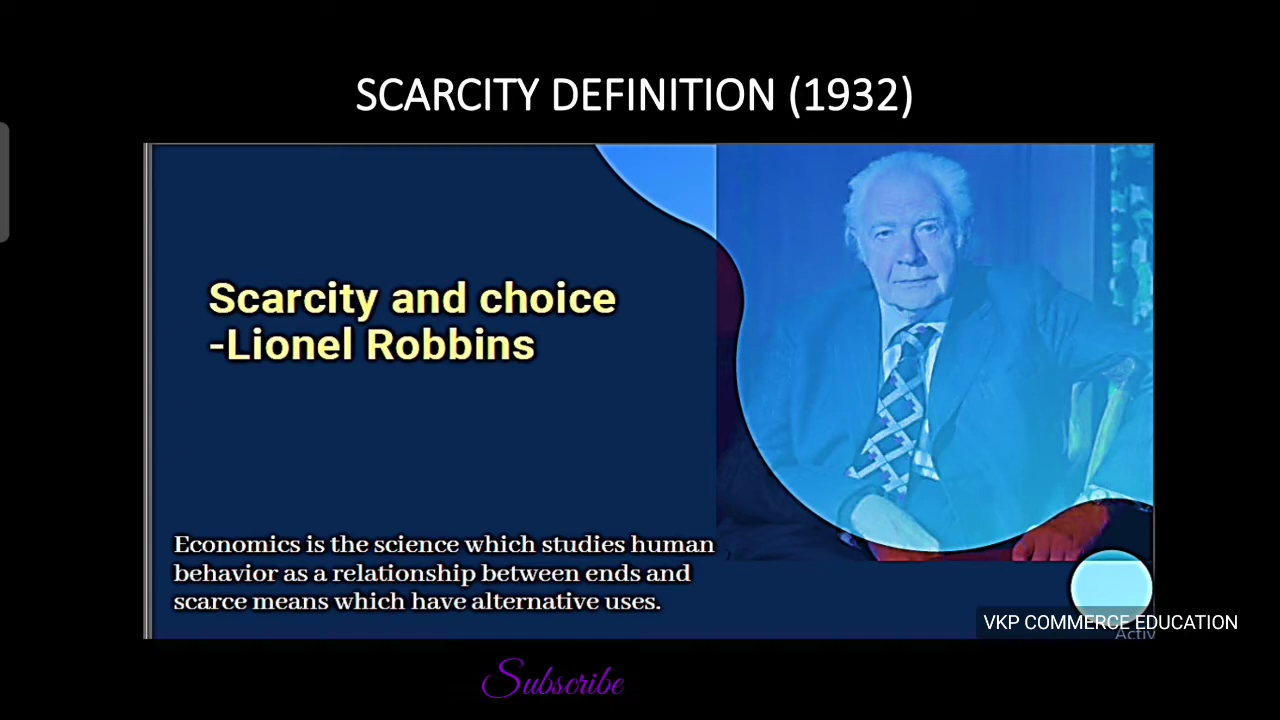 SCARCITY DEFINITION (1932)
Scarcity and choice
-Lionel Robbins
Economics is the science which studies human
behavior as a relationship between ends and
scarce means which have alternative uses.
VKP COMMERCE EDUCATION
Activ
Subscribe